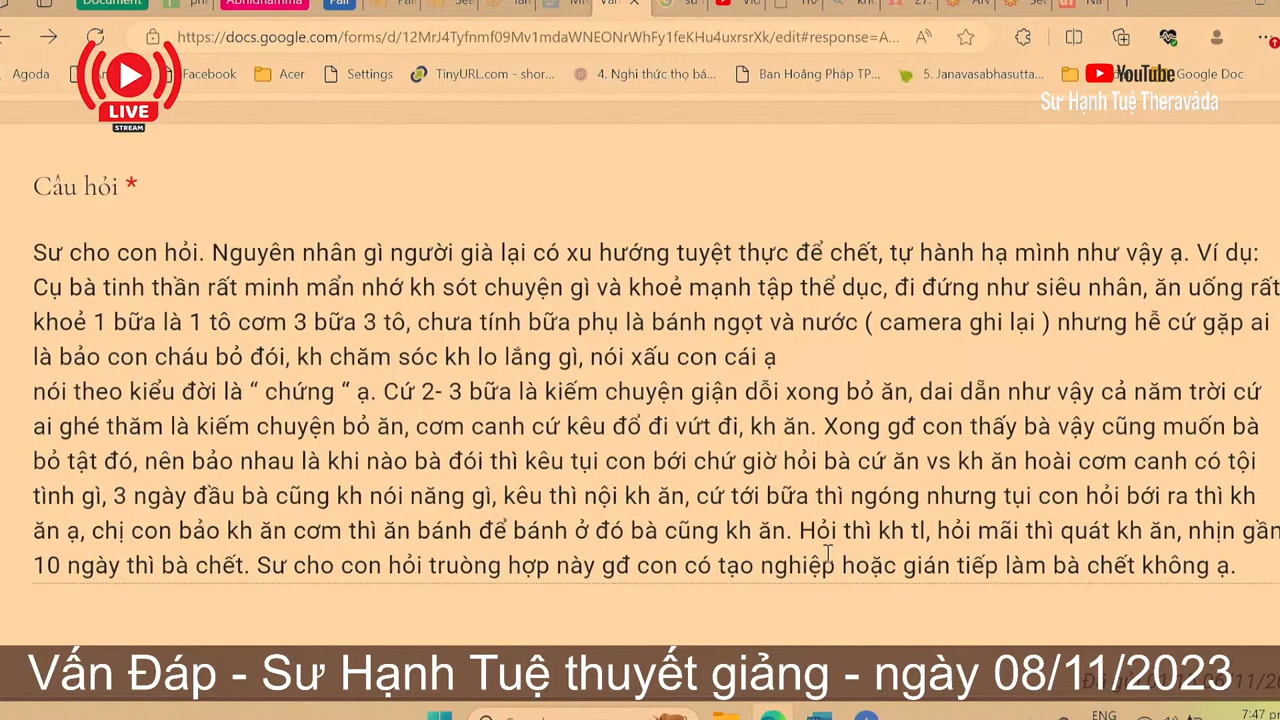 Document
Abhidhamma
Pali
https://docs.google.com/forms/d/12MrJ4Tyfnmf09Mv1mdaWNEONrWhFy1feKHu4uxrsrXk/edit#response=A...
Agoda
Facebook
Acer
Settings
TinyURL.com - shor...
4. Nghi thức thọ bá...
Ban Hoằng Pháp TP...
5. Janavasabhasutta...
Google Doc
LIVE
STREAM
YouTube
Sư Hạnh Tuệ Theravāda
Câu hỏi *
Sư cho con hỏi. Nguyên nhân gì người già lại có xu hướng tuyệt thực để chết, tự hành hạ mình như vậy ạ. Ví dụ:
Cụ bà tinh thần rất minh mẩn nhớ kh sót chuyện gì và khoẻ mạnh tập thể dục, đi đứng như siêu nhân, ăn uống rất
khoẻ 1 bữa là 1 tô cơm 3 bữa 3 tô, chưa tính bữa phụ là bánh ngọt và nước ( camera ghi lại ) nhưng hễ cứ gặp ai
là bảo con cháu bỏ đói, kh chăm sóc kh lo lắng gì, nói xấu con cái ạ
nói theo kiểu đời là “ chứng “ ạ. Cứ 2- 3 bữa là kiếm chuyện giận dỗi xong bỏ ăn, dai dẵn như vậy cả năm trời cứ
ai ghé thăm là kiếm chuyện bỏ ăn, cơm canh cứ kêu đổ đi vứt đi, kh ăn. Xong gđ con thấy bà vậy cũng muốn bà
bỏ tật đó, nên bảo nhau là khi nào bà đói thì kêu tụi con bới chứ giờ hỏi bà cứ ăn vs kh ăn hoài cơm canh có tội
tình gì, 3 ngày đầu bà cũng kh nói năng gì, kêu thì nội kh ăn, cứ tới bữa thì ngóng nhưng tụi con hỏi bới ra thì kh
ăn ạ, chị con bảo kh ăn cơm thì ăn bánh để bánh ở đó bà cũng kh ăn. Hỏi thì kh tl, hỏi mãi thì quát kh ăn, nhịn gần
10 ngày thì bà chết. Sư cho con hỏi truòng hợp này gđ con có tạo nghiệp hoặc gián tiếp làm bà chết không ạ.
Vấn Đáp - Sư Hạnh Tuệ thuyết giảng - ngày 08/11/2023
ENG
7:47